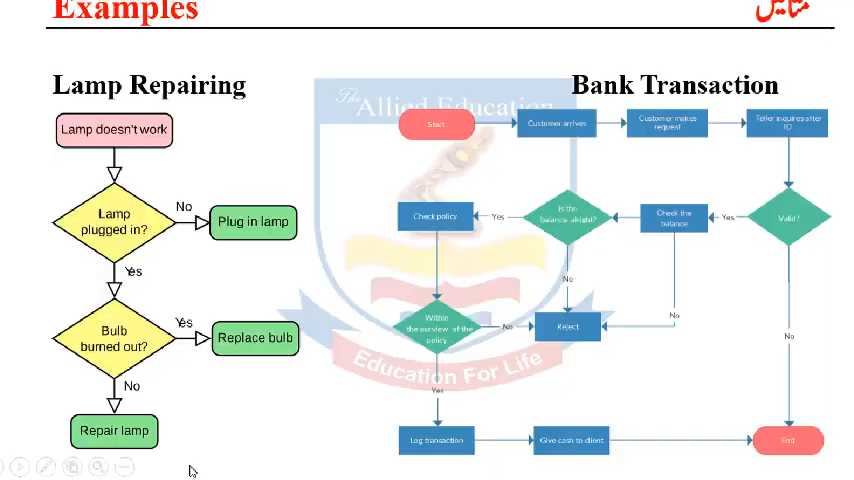 Examples
مثالیں
Lamp Repairing
Lamp doesn't work
Lamp
plugged in?
No
Plug in lamp
Yes
Bulb
burned out?
Yes
Replace bulb
No
Repair lamp
Bank Transaction
The
Allied Education
Start
Customer arrives
Customer makes
request
Teller inquires after
ID
Valid?
Yes
Check the
balance
Is the
balance alright?
Yes
Check policy
No
No
No
Within
the purview of the
policy
No
Reject
Yes
Log transaction
Give cash to client
End
Education For Life